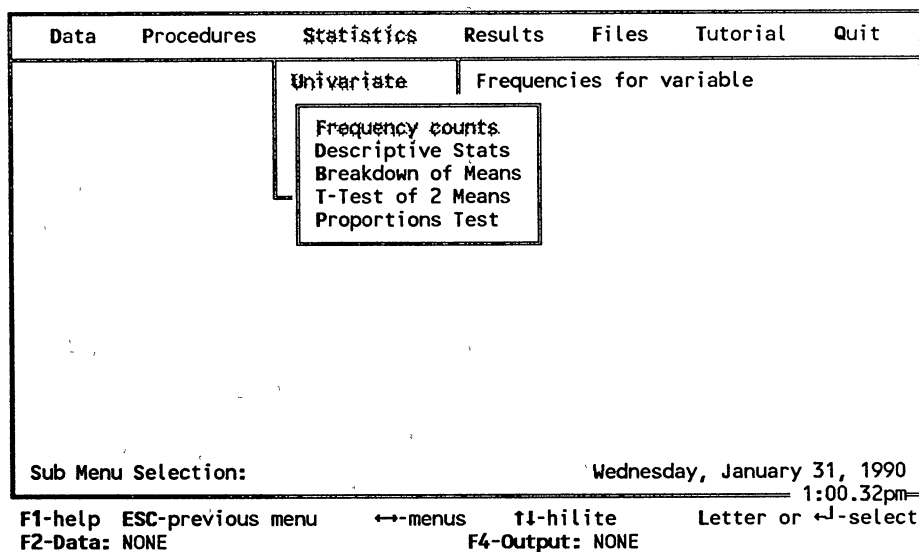 Data Procedures Statistics Results Files Tutorial Quit
Univariate Frequencies for variable
Frequency counts
Descriptive Stats
Breakdown of Means
T-Test of 2 Means
Proportions Test
Sub Menu Selection: Wednesday, January 31, 1990
1:00.32pm
F1-help ESC-previous menu ↔-menus ↑↓-hilite Letter or ↵-select
F2-Data: NONE F4-Output: NONE